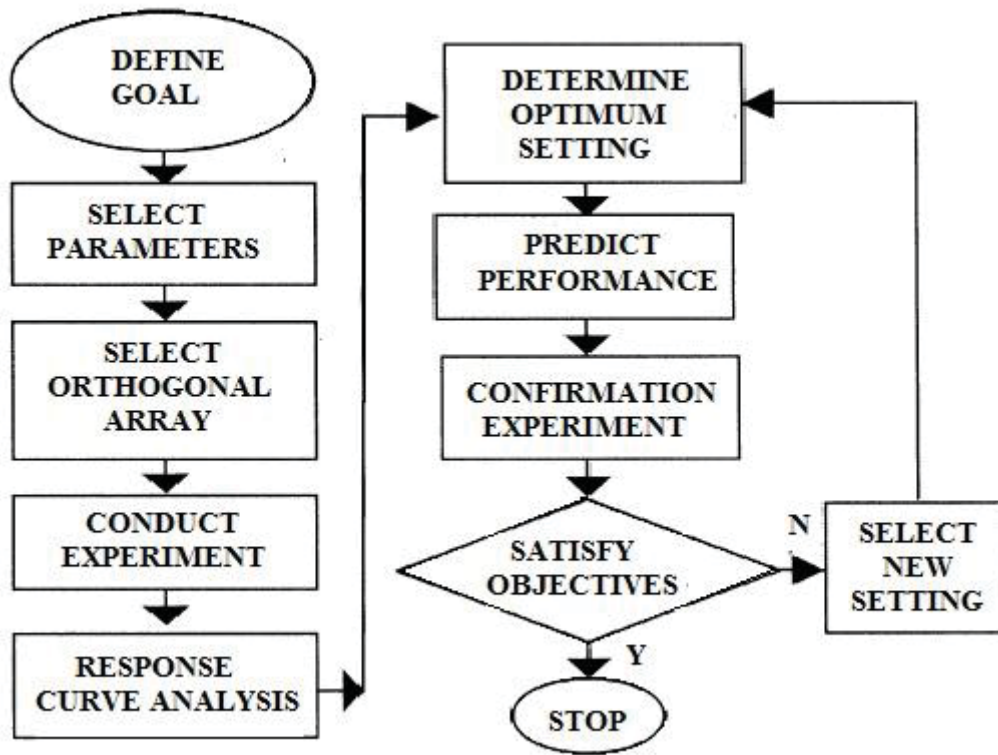 DEFINE
GOAL
SELECT
PARAMETERS
SELECT
ORTHOGONAL
ARRAY
CONDUCT
EXPERIMENT
RESPONSE
CURVE ANALYSIS
DETERMINE
OPTIMUM
SETTING
PREDICT
PERFORMANCE
CONFIRMATION
EXPERIMENT
SATISFY
OBJECTIVES
N
SELECT
NEW
SETTING
Y
STOP